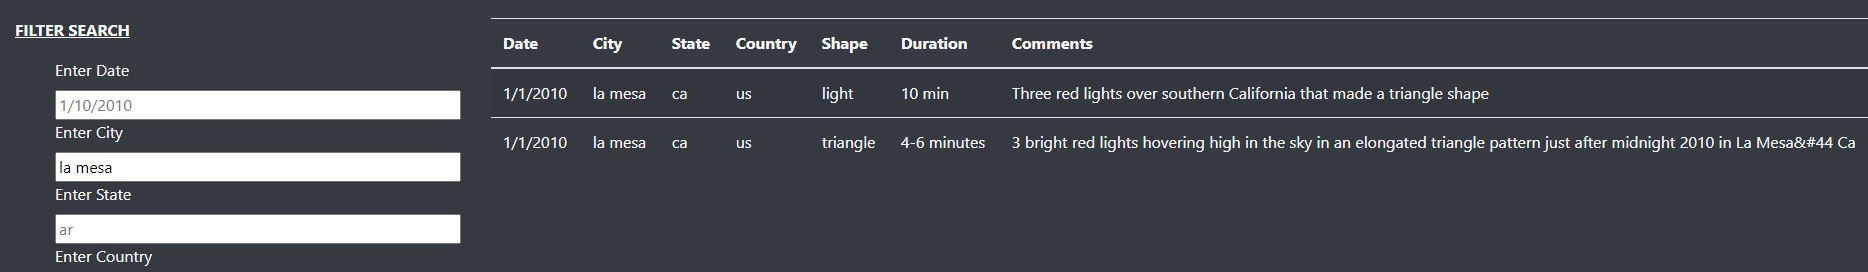 FILTER SEARCH
Enter Date
1/10/2010
Enter City
la mesa
Enter State
ar
Enter Country
Date City State Country Shape Duration Comments
1/1/2010 la mesa ca us light 10 min Three red lights over southern California that made a triangle shape
1/1/2010 la mesa ca us triangle 4-6 minutes 3 bright red lights hovering high in the sky in an elongated triangle pattern just after midnight 2010 in La Mesa&#44 Ca